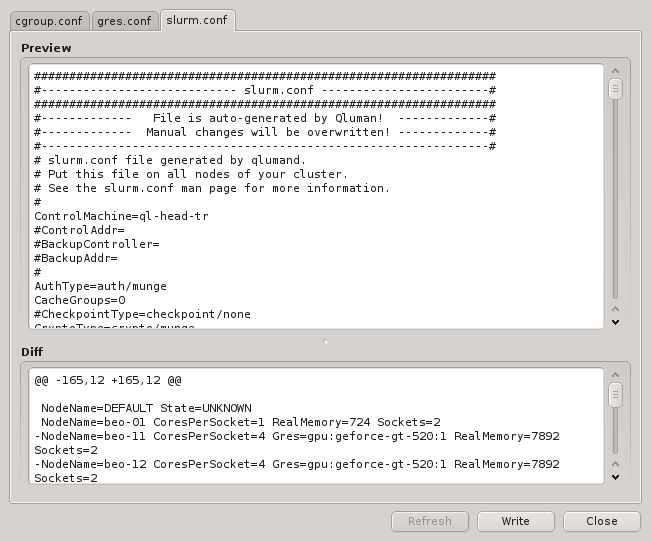 cgroup.conf gres.conf slurm.conf
Preview
##################################################################
#---------------------------- slurm.conf ------------------------#
##################################################################
#-------------   File is auto-generated by Qluman!  -------------#
#-------------  Manual changes will be overwritten! -------------#
#----------------------------------------------------------------#
# slurm.conf file generated by qlumand.
# Put this file on all nodes of your cluster.
# See the slurm.conf man page for more information.
#
ControlMachine=ql-head-tr
#ControlAddr=
#BackupController=
#BackupAddr=
#
AuthType=auth/munge
CacheGroups=0
#CheckpointType=checkpoint/none
CryptoType=crypto/munge
Diff
@@ -165,12 +165,12 @@
NodeName=DEFAULT State=UNKNOWN
NodeName=beo-01 CoresPerSocket=1 RealMemory=724 Sockets=2
-NodeName=beo-11 CoresPerSocket=4 Gres=gpu:geforce-gt-520:1 RealMemory=7892
Sockets=2
-NodeName=beo-12 CoresPerSocket=4 Gres=gpu:geforce-gt-520:1 RealMemory=7892
Sockets=2
Refresh Write Close